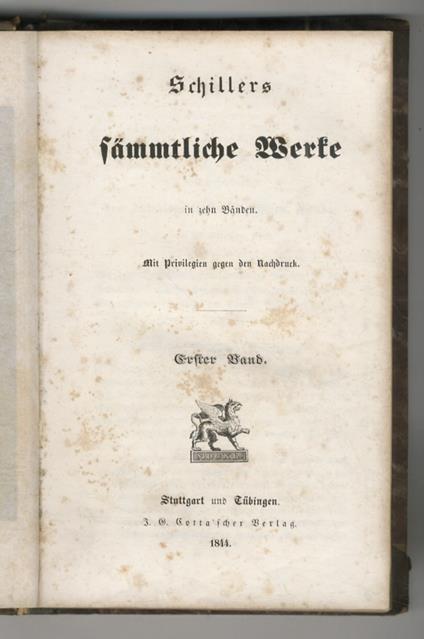 Schillers
sämmtliche Werke
in zehn Bänden.
Mit Privilegien gegen den Nachdruck.
Erster Band.
Stuttgart und Tübingen.
J. G. Cotta'scher Verlag.
1844.